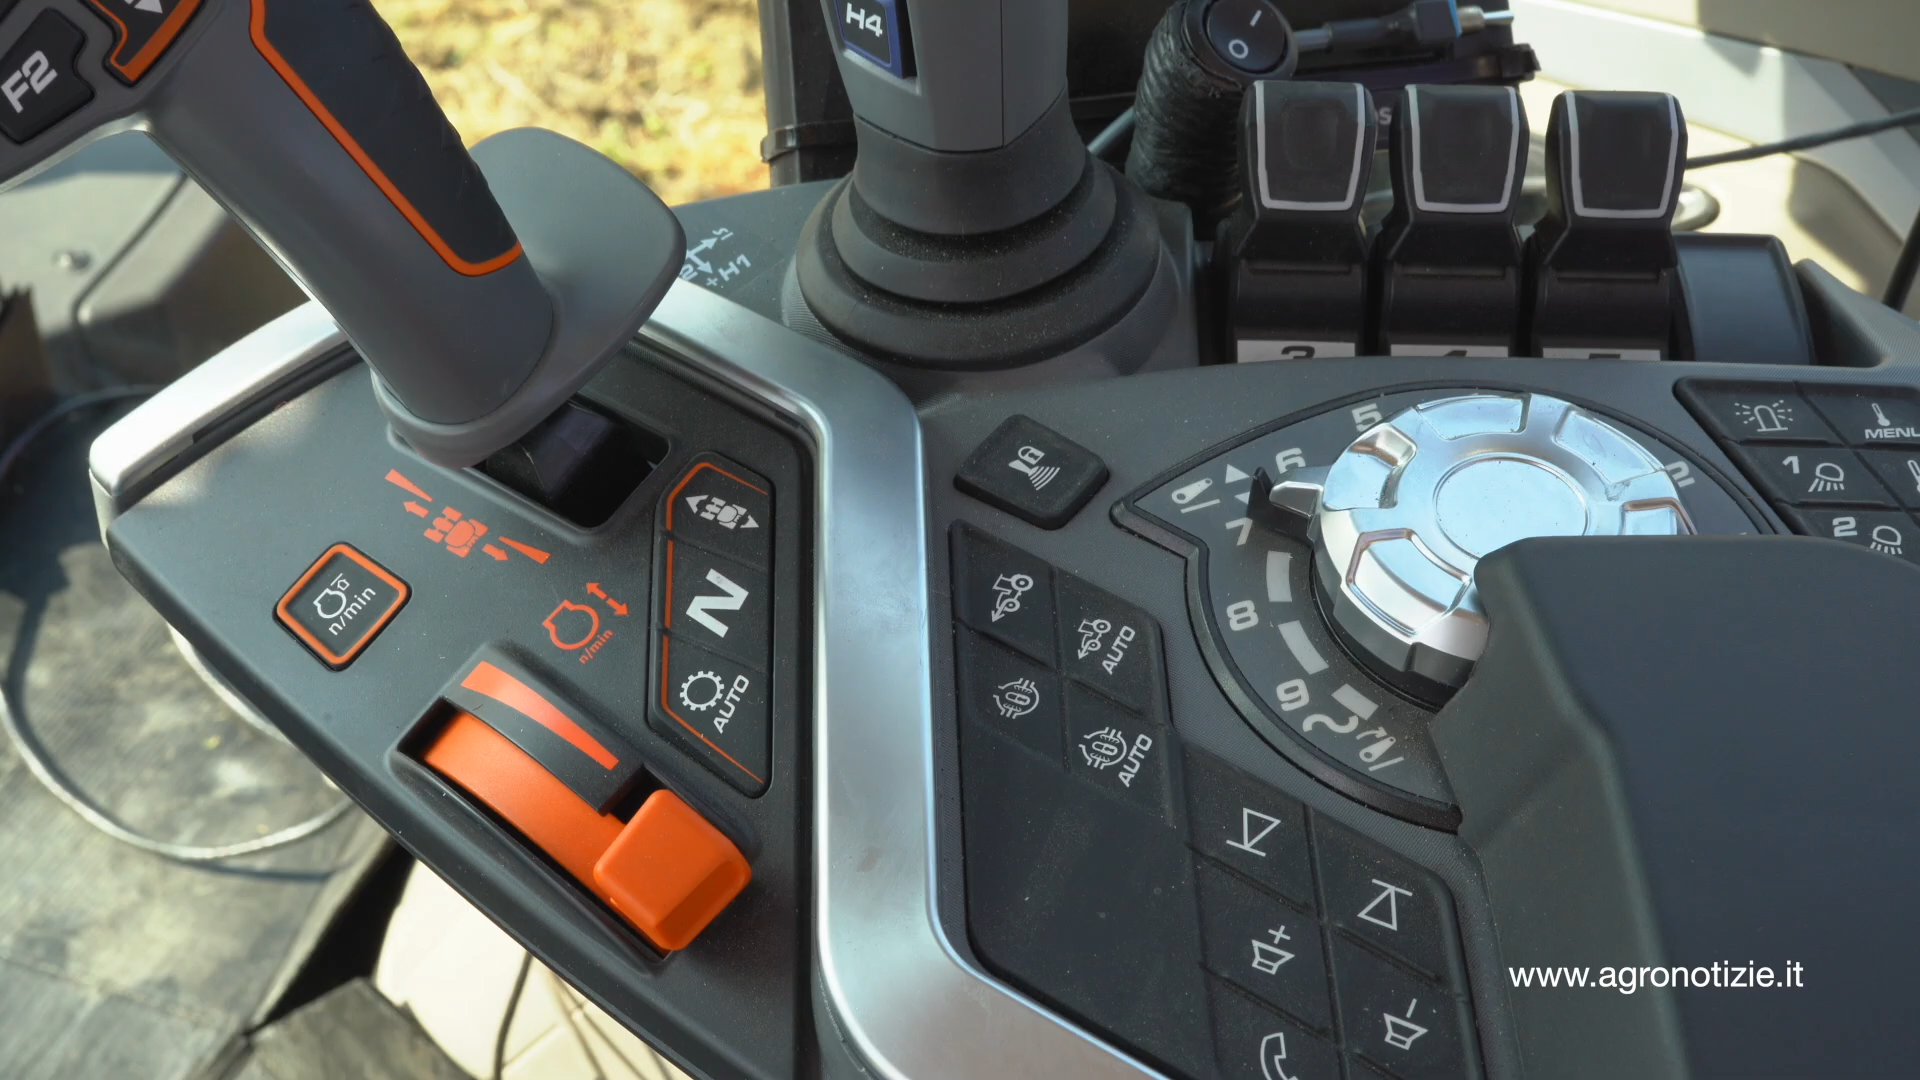 F2
H4
H1
5
6
7
8
9
2
n/min
n/min
N
AUTO
AUTO
AUTO
MENU
1
2
www.agronotizie.it